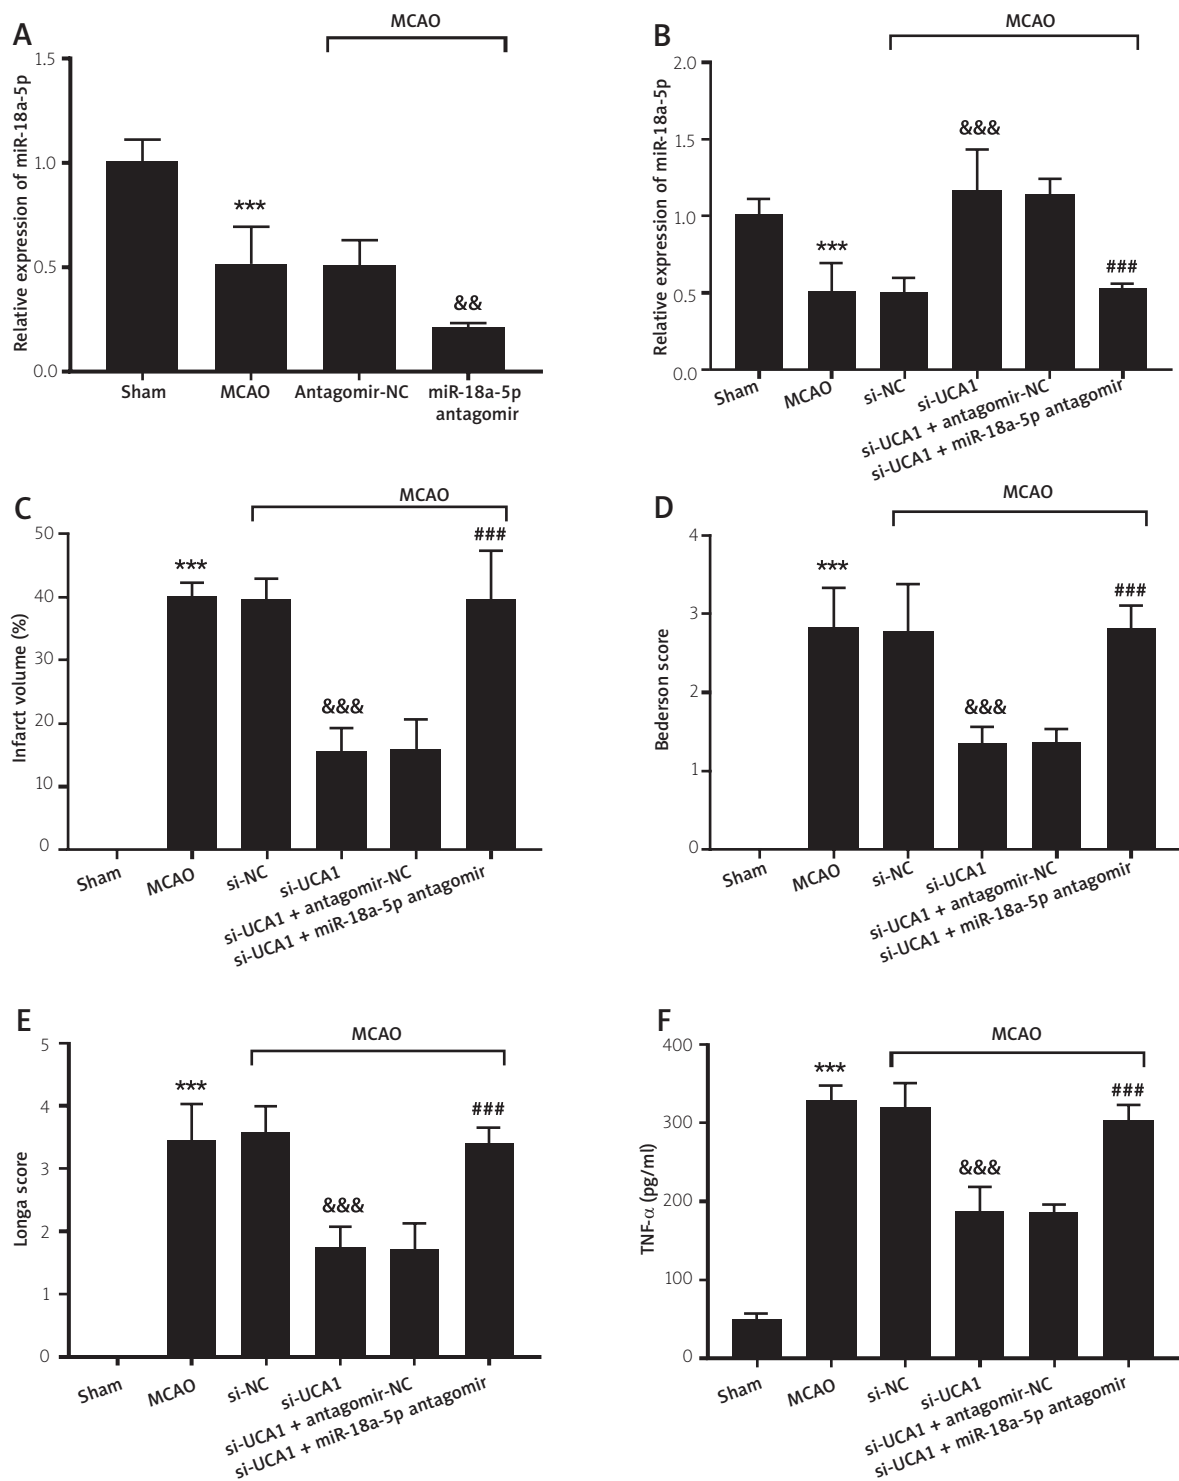 A
MCAO
Relative expression of miR-18a-5p
1.5
1.0
0.5
0.0
***
&&
Sham
MCAO
Antagomir-NC
miR-18a-5p
antagomir
B
MCAO
Relative expression of miR-18a-5p
2.0
1.5
1.0
0.5
0.0
***
&&&
###
Sham
MCAO
si-NC
si-UCA1
si-UCA1 + antagomir-NC
si-UCA1 + miR-18a-5p antagomir
C
MCAO
Infarct volume (%)
50
40
30
20
10
0
***
&&&
###
Sham
MCAO
si-NC
si-UCA1
si-UCA1 + antagomir-NC
si-UCA1 + miR-18a-5p antagomir
D
MCAO
Bederson score
4
3
2
1
0
***
&&&
###
Sham
MCAO
si-NC
si-UCA1
si-UCA1 + antagomir-NC
si-UCA1 + miR-18a-5p antagomir
E
MCAO
Longa score
5
4
3
2
1
0
***
&&&
###
Sham
MCAO
si-NC
si-UCA1
si-UCA1 + antagomir-NC
si-UCA1 + miR-18a-5p antagomir
F
MCAO
TNF-α (pg/ml)
400
300
200
100
0
***
&&&
###
Sham
MCAO
si-NC
si-UCA1
si-UCA1 + antagomir-NC
si-UCA1 + miR-18a-5p antagomir